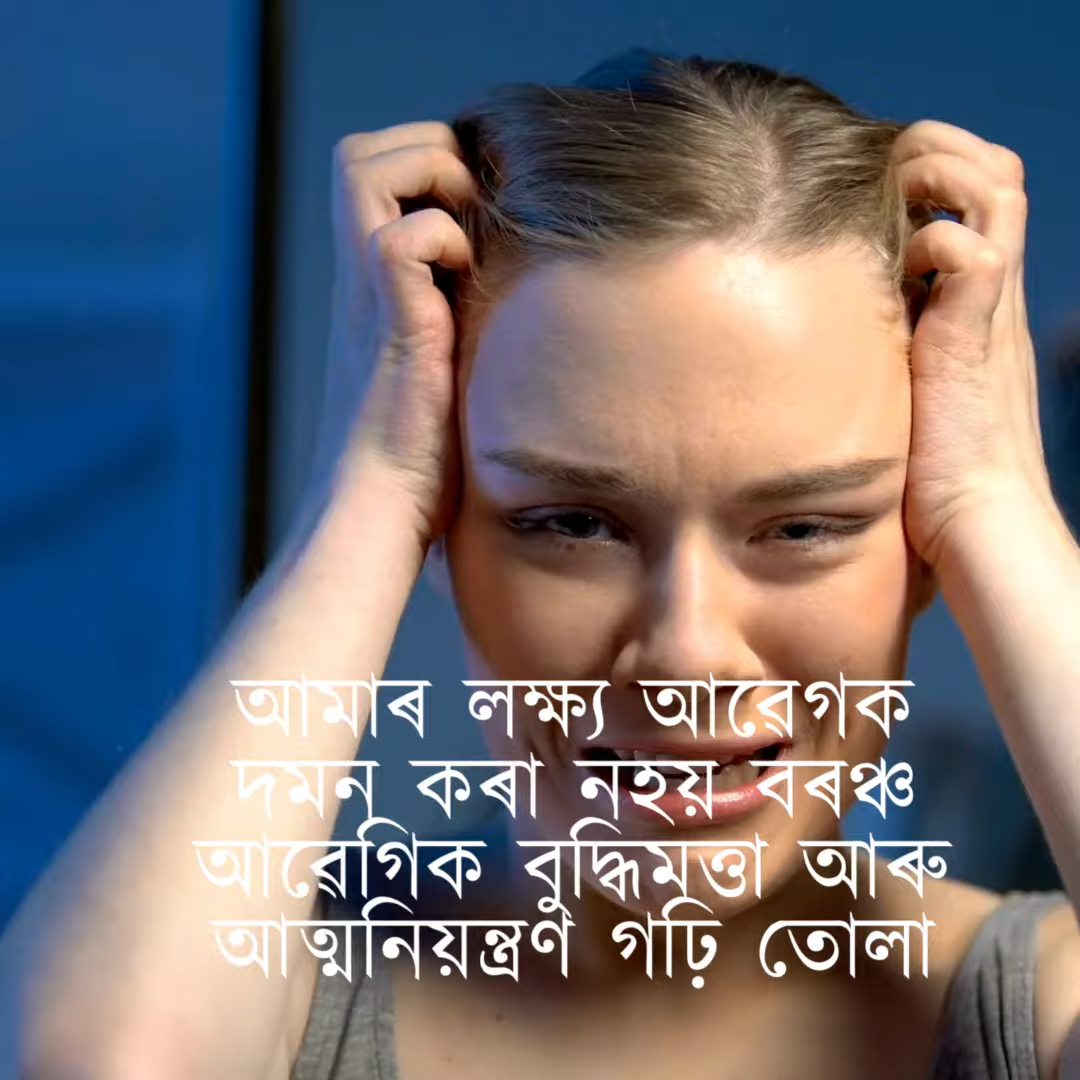 আমাৰ লক্ষ্য আৱেগক
দমন কৰা নহয় বৰঞ্চ
আৱেগিক বুদ্ধিমত্তা আৰু
আত্মনিয়ন্ত্ৰণ গঢ়ি তোলা